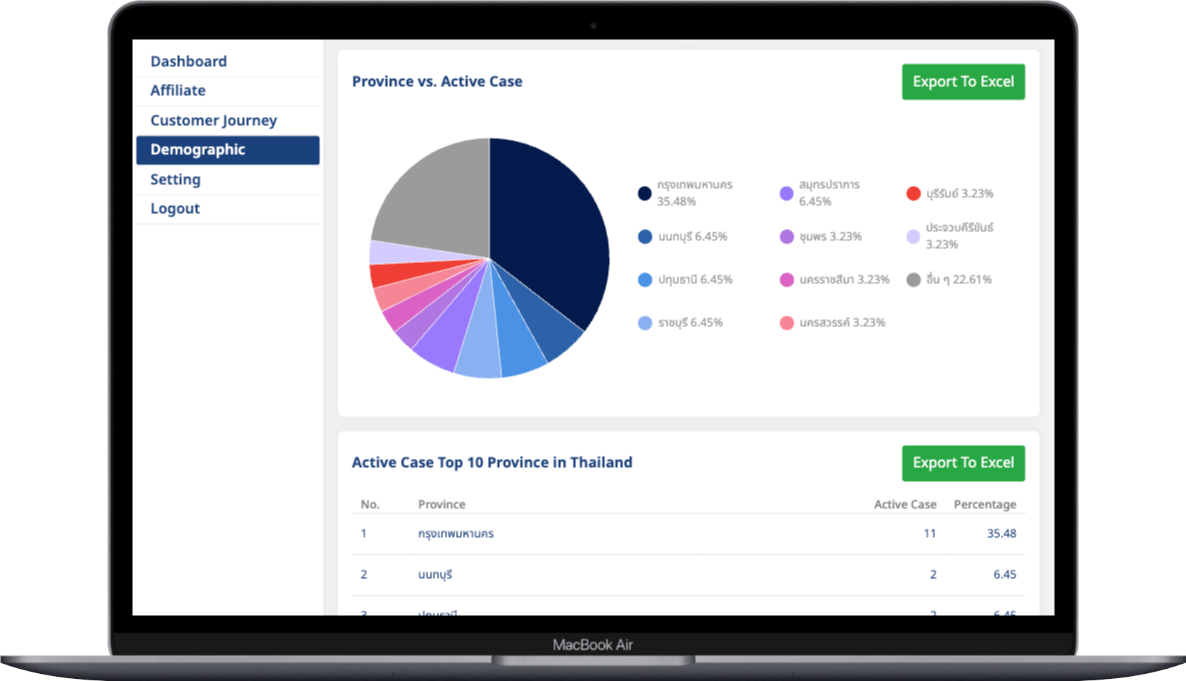 Dashboard
Affiliate
Customer Journey
Demographic
Setting
Logout
Province vs. Active Case
Export To Excel
กรุงเทพมหานคร
35.48%
นนทบุรี 6.45%
ปทุมธานี 6.45%
ราชบุรี 6.45%
สมุทรปราการ
6.45%
ชุมพร 3.23%
นครราชสีมา 3.23%
นครสวรรค์ 3.23%
บุรีรัมย์ 3.23%
ประจวบคีรีขันธ์
3.23%
อื่น ๆ 22.61%
Active Case Top 10 Province in Thailand
Export To Excel
No. Province Active Case Percentage
1 กรุงเทพมหานคร 11 35.48
2 นนทบุรี 2 6.45
3 ปทุมธานี 2 6.45
MacBook Air